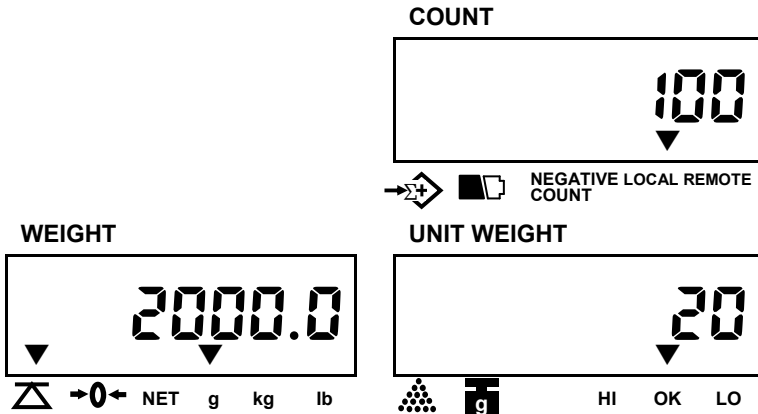 COUNT
100
Σ+ NEGATIVE LOCAL REMOTE
COUNT
WEIGHT
2000.0
0 NET g kg lb
UNIT WEIGHT
20
g HI OK LO